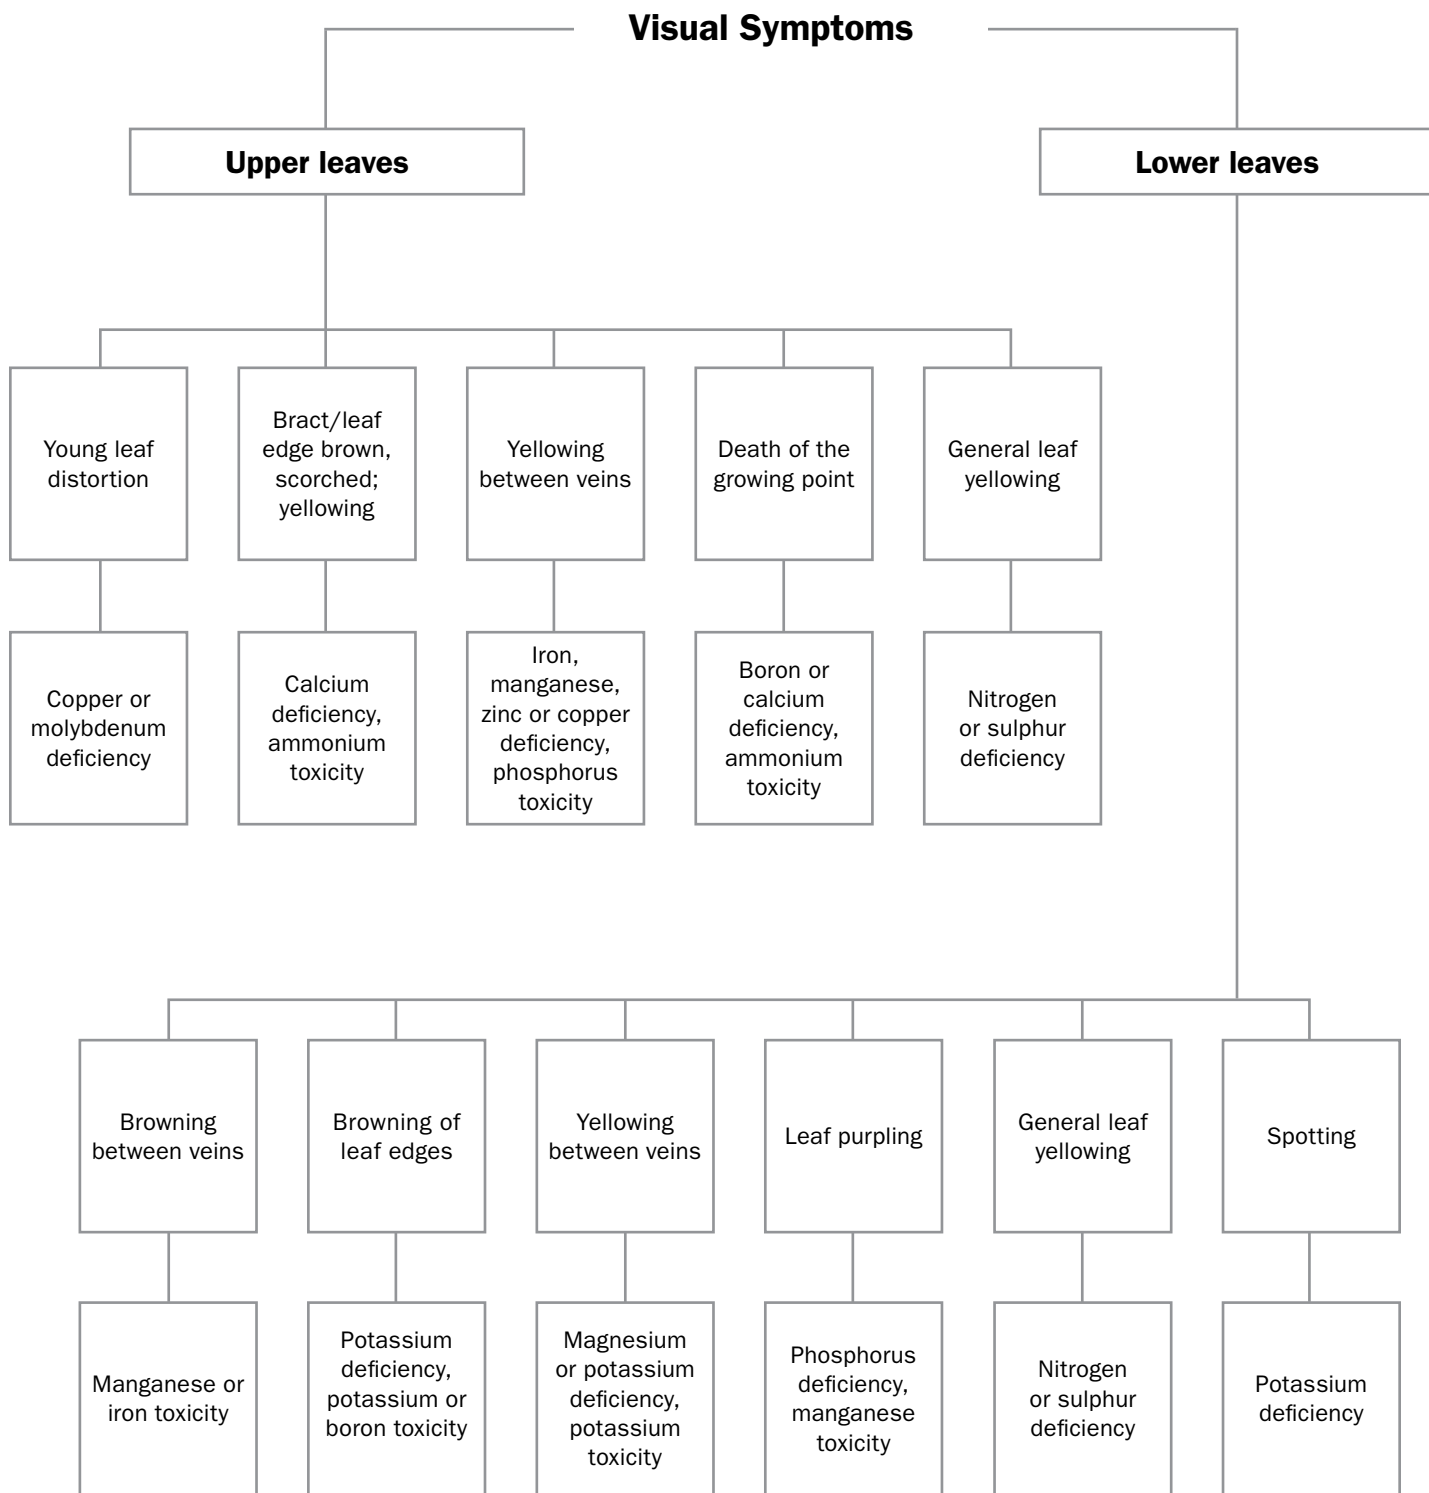 Visual Symptoms
Upper leaves
Lower leaves
Young leaf
distortion
Bract/leaf
edge brown,
scorched;
yellowing
Yellowing
between veins
Death of the
growing point
General leaf
yellowing
Copper or
molybdenum
deficiency
Calcium
deficiency,
ammonium
toxicity
Iron,
manganese,
zinc or copper
deficiency,
phosphorus
toxicity
Boron or
calcium
deficiency,
ammonium
toxicity
Nitrogen
or sulphur
deficiency
Browning
between veins
Browning of
leaf edges
Yellowing
between veins
Leaf purpling
General leaf
yellowing
Spotting
Manganese or
iron toxicity
Potassium
deficiency,
potassium or
boron toxicity
Magnesium
or potassium
deficiency,
potassium
toxicity
Phosphorus
deficiency,
manganese
toxicity
Nitrogen
or sulphur
deficiency
Potassium
deficiency